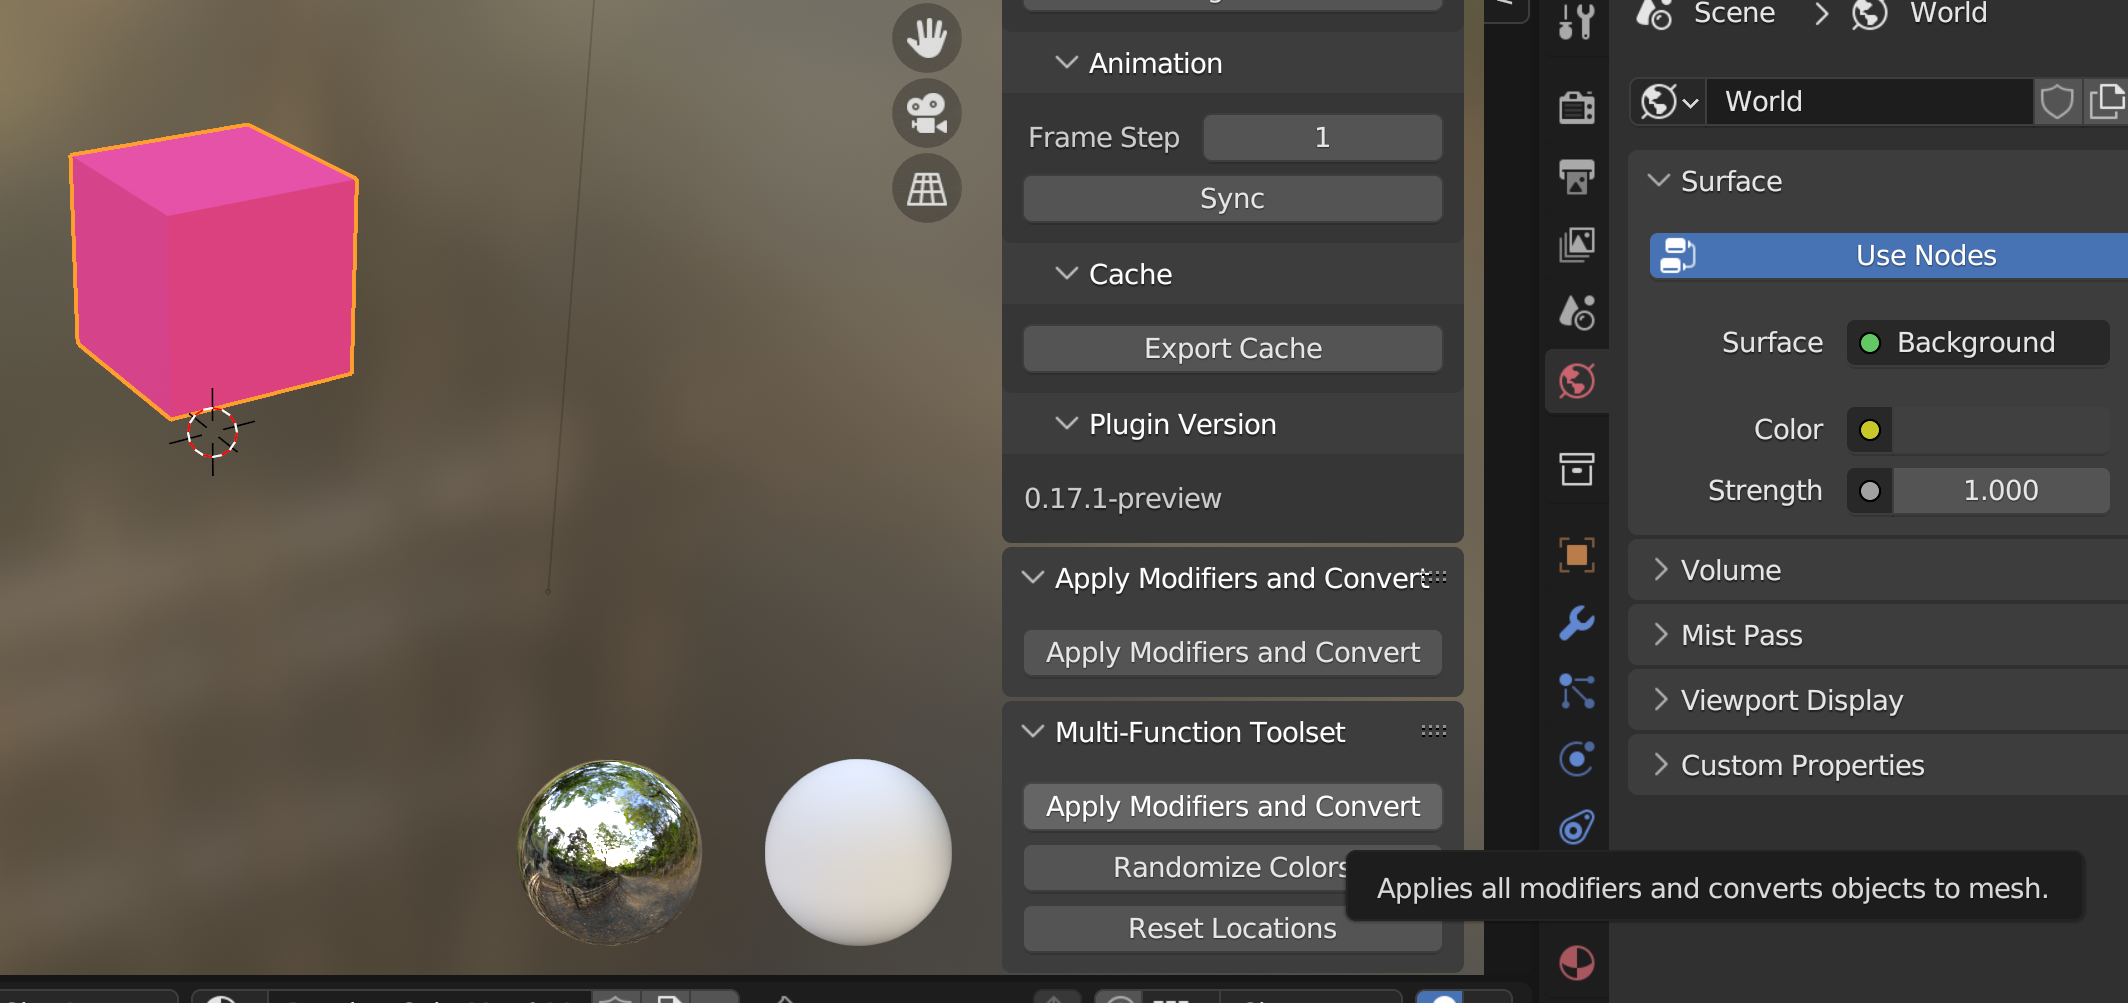 Animation
Frame Step 1
Sync
Cache
Export Cache
Plugin Version
0.17.1-preview
Apply Modifiers and Convert
Apply Modifiers and Convert
Multi-Function Toolset
Apply Modifiers and Convert
Randomize Colors
Reset Locations
Applies all modifiers and converts objects to mesh.
Scene > World
World
Surface
Use Nodes
Surface Background
Color
Strength 1.000
Volume
Mist Pass
Viewport Display
Custom Properties